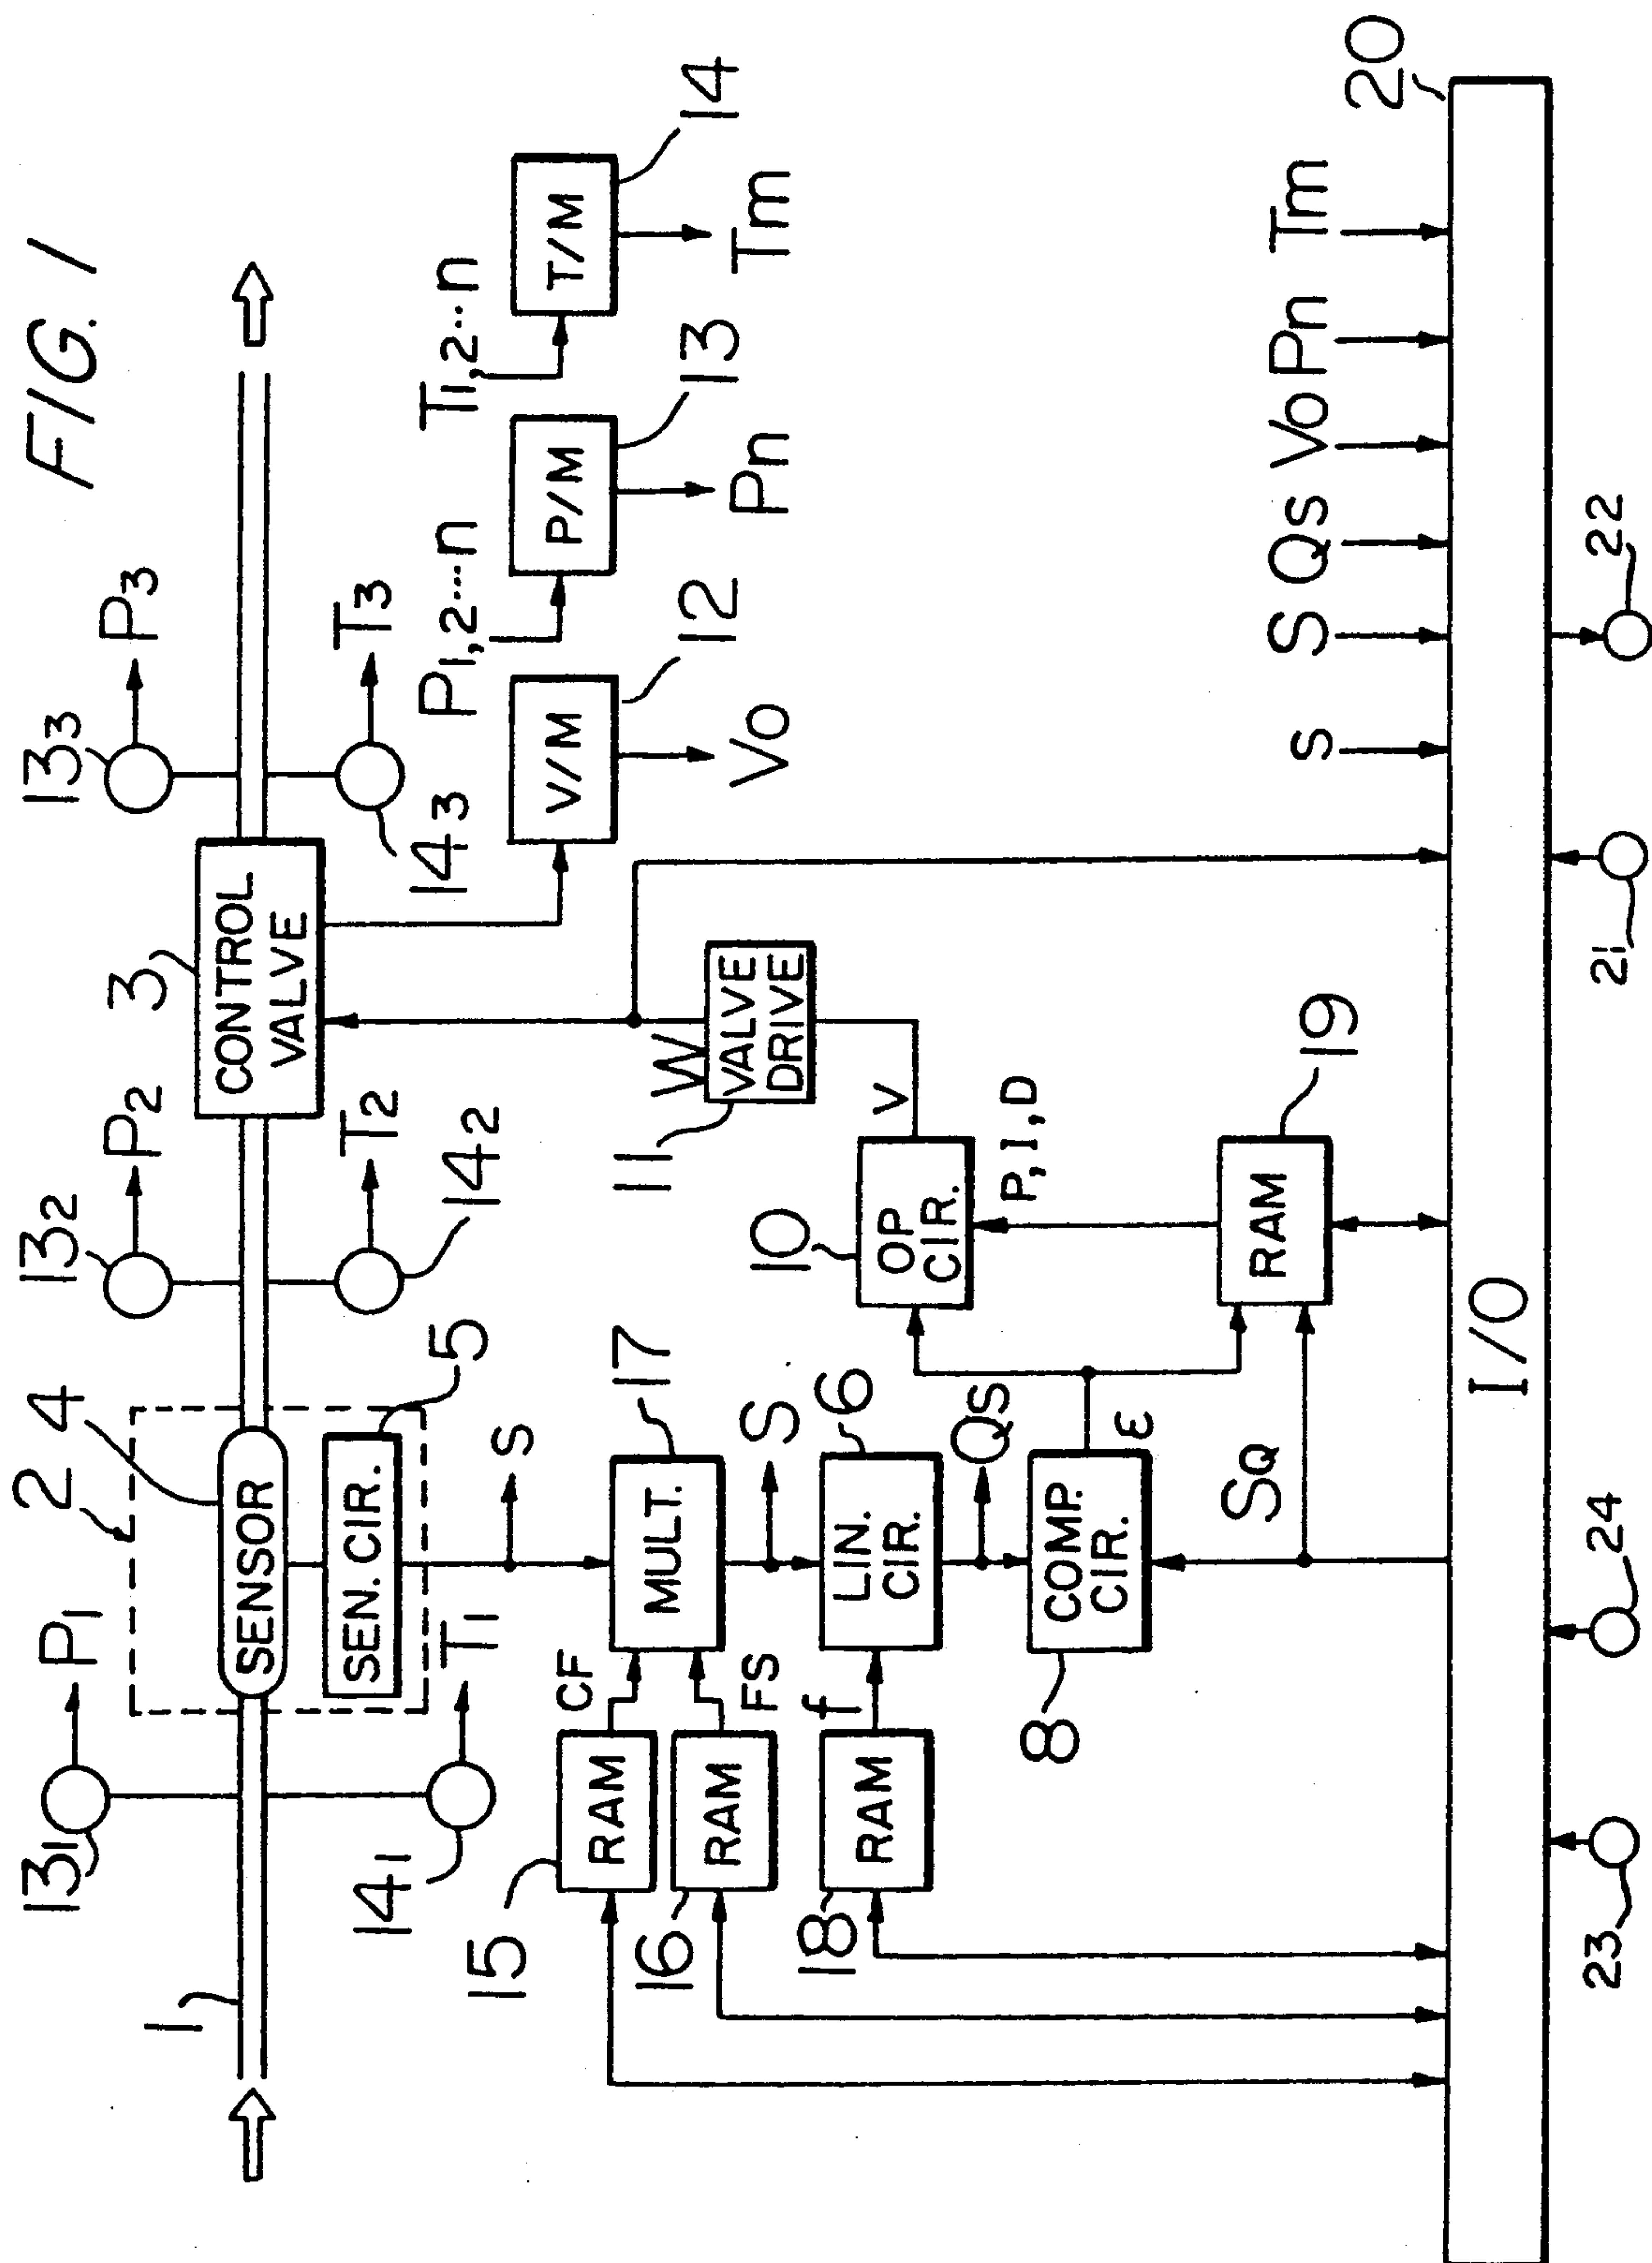 FIG. 1
1
2
4
SENSOR
5
SEN. CIR.
3
CONTROL
VALVE
13₁
P₁
14₁
T₁
13₂
P₂
14₂
T₂
13₃
P₃
14₃
T₃
s
15
RAM
CF
16
RAM
FS
17
MULT.
S
18
RAM
f
6
LIN.
CIR.
QS
8
COMP.
CIR.
ε
SQ
10
OP
CIR.
P, I, D
19
RAM
v
11
VALVE
DRIVE
W
12
V/M
Vo
P1,2...n
13
P/M
Pn
T1,2...n
14
T/M
Tm
s
S
QS
Vo
Pn
Tm
20
I/O
23
24
21
22